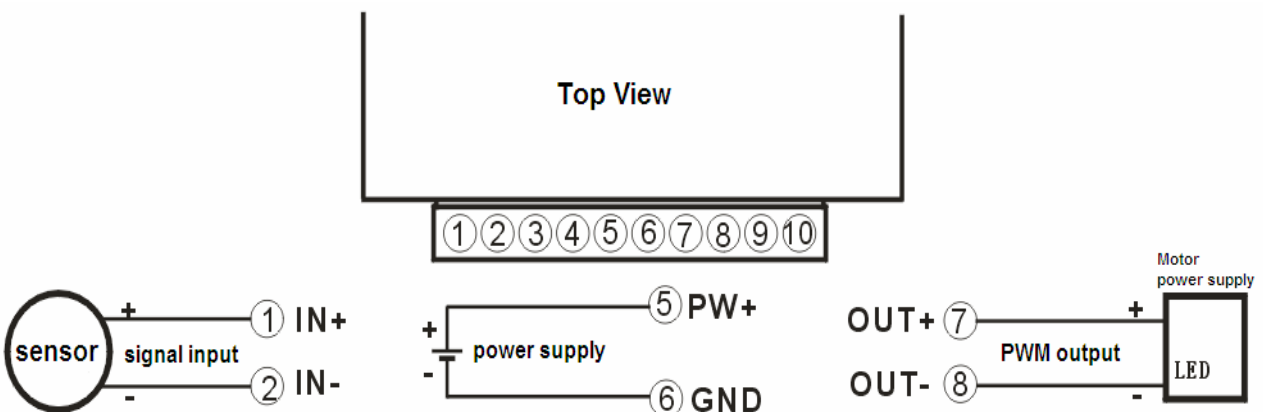 Top View
① ② ③ ④ ⑤ ⑥ ⑦ ⑧ ⑨ ⑩
sensor
+
signal input
-
① IN+
② IN-
+
power supply
-
⑤ PW+
⑥ GND
OUT+ ⑦
OUT- ⑧
PWM output
Motor
power supply
+
LED
-